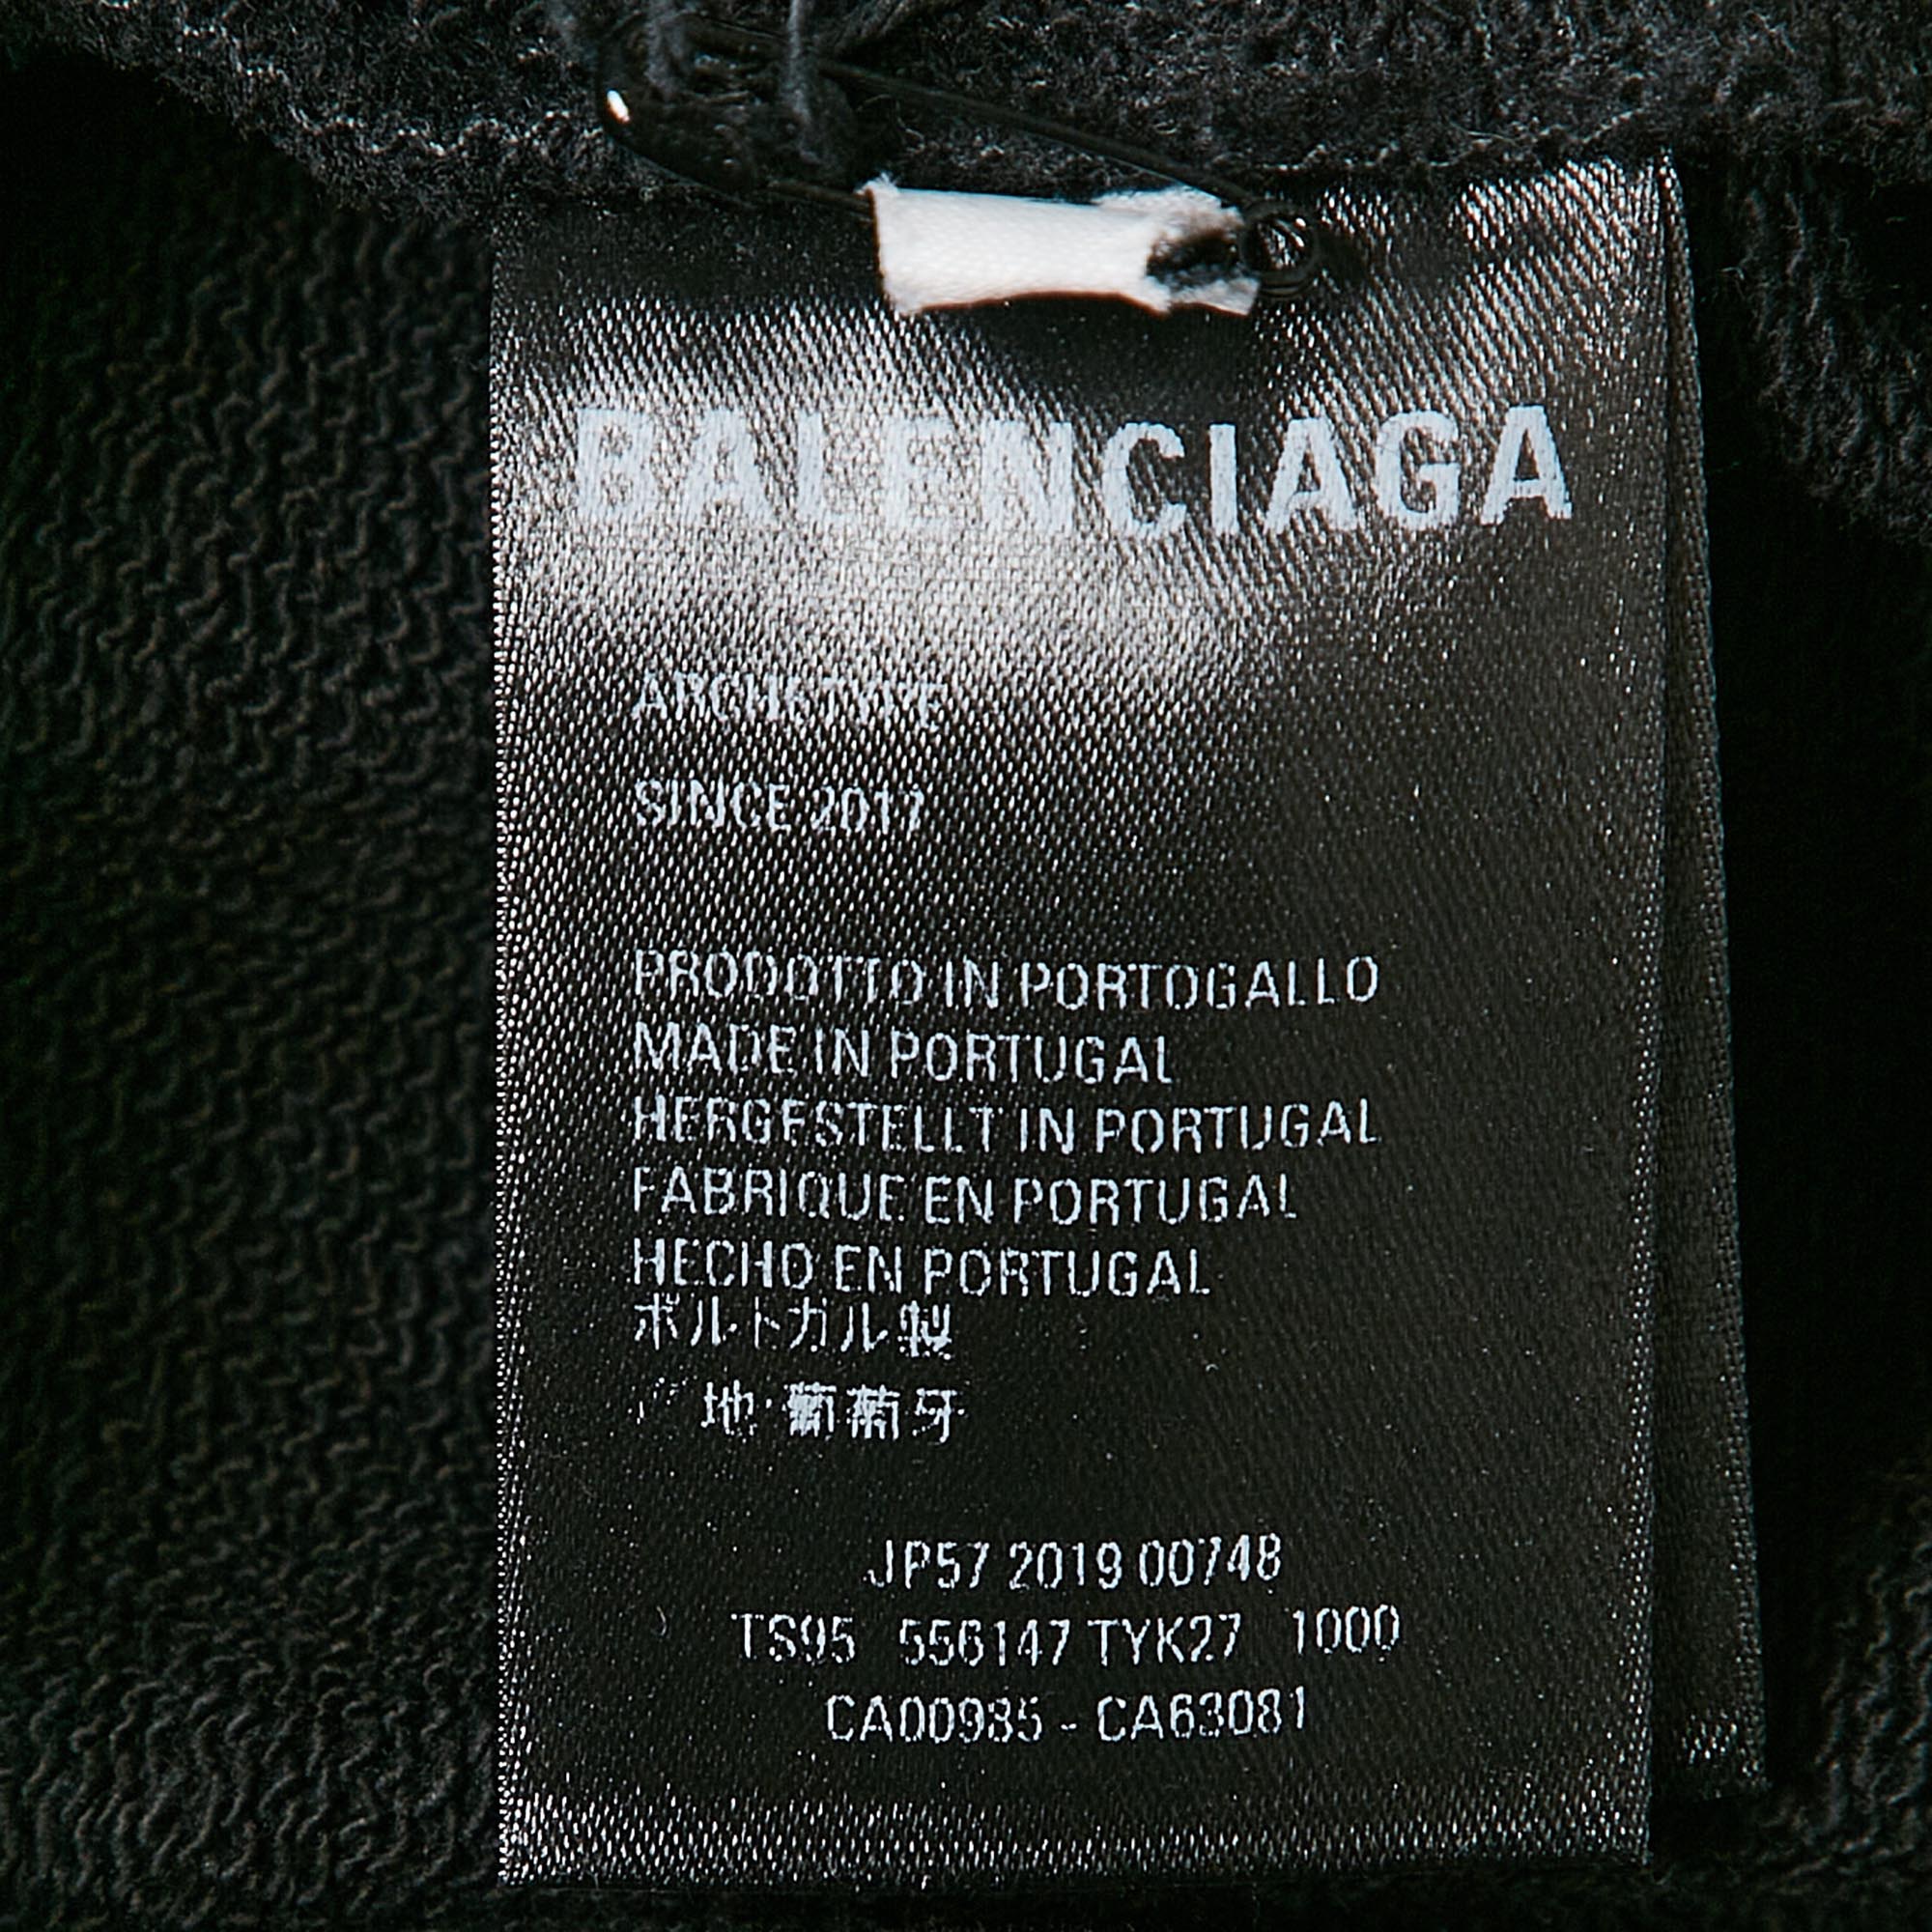 BALENCIAGA
ARCHETYPE
SINCE 2017
PRODOTTO IN PORTOGALLO
MADE IN PORTUGAL
HERGESTELLT IN PORTUGAL
FABRIQUE EN PORTUGAL
HECHO EN PORTUGAL
ポルトガル製
地:葡萄牙
JP57 2019 00748
TS95 556147 TYK27 1000
CA00985 - CA63081